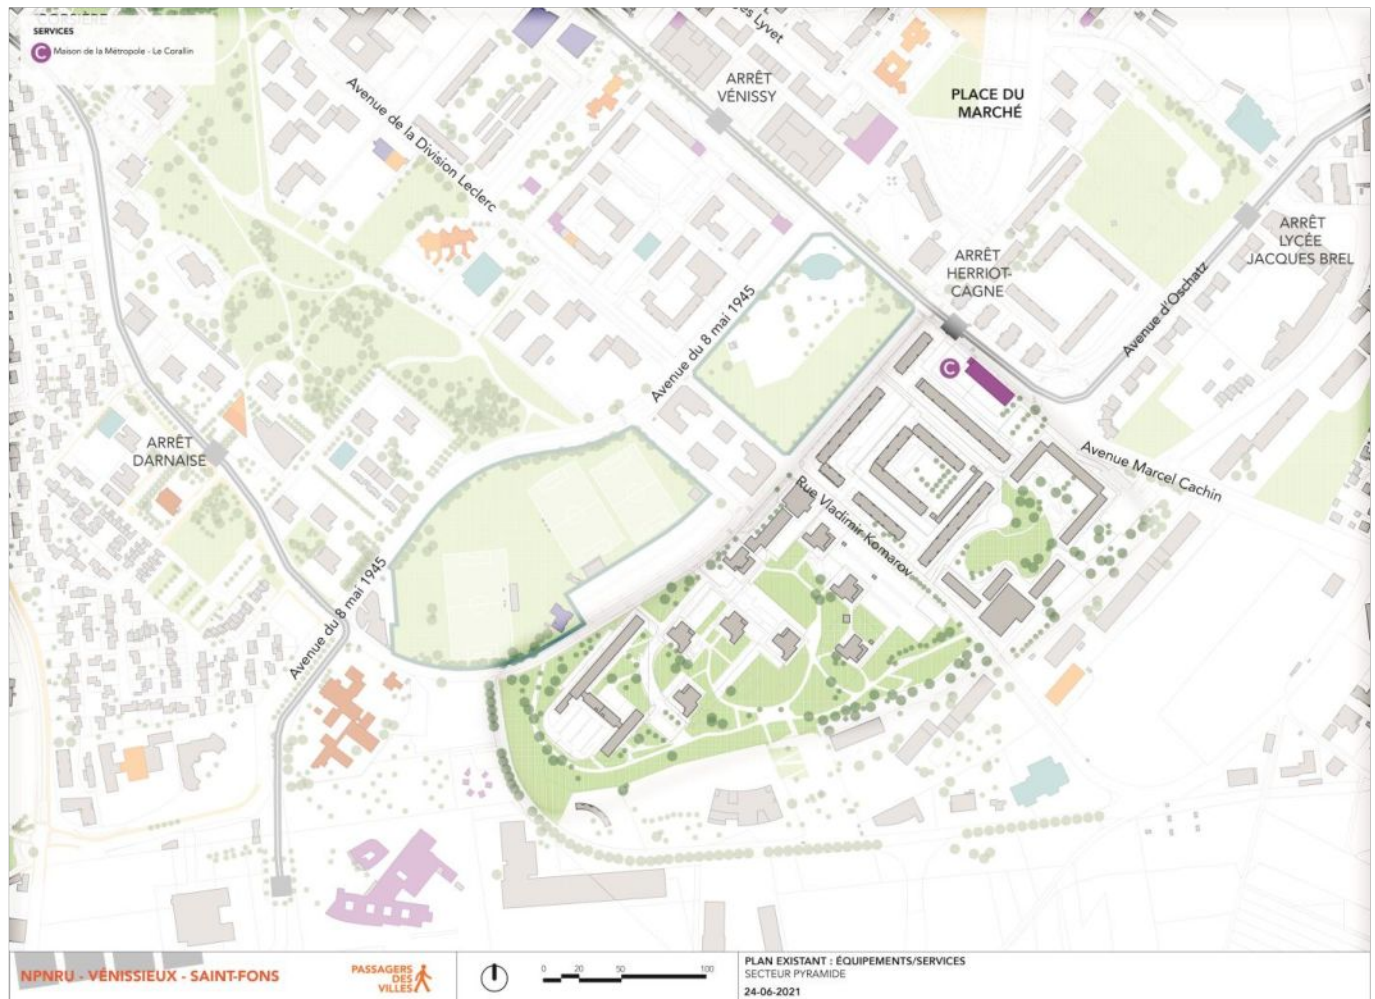 SERVICES
C Maison de la Métropole - Le Corallin
Lyvet
Avenue de la Division Leclerc
ARRÊT
VÉNISSY
PLACE DU
MARCHÉ
ARRÊT
LYCÉE
JACQUES BREL
ARRÊT
HERRIOT-
CAGNE
Avenue d'Oschatz
Avenue du 8 mai 1945
C
ARRÊT
DARNAISE
Avenue Marcel Cachin
Rue Vladimir Komarov
Avenue du 8 mai 1945
NPNRU - VÉNISSIEUX - SAINT-FONS
PASSAGERS
DES
VILLES
0 20 50 100
PLAN EXISTANT : ÉQUIPEMENTS/SERVICES
SECTEUR PYRAMIDE
24-06-2021